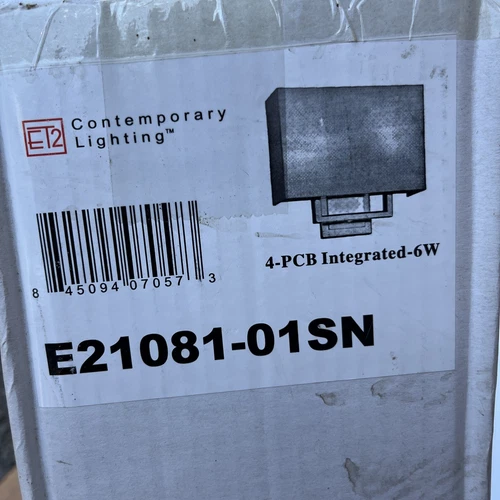 ET2 Contemporary
Lighting™
8 45094 07057 3
4-PCB Integrated-6W
E21081-01SN